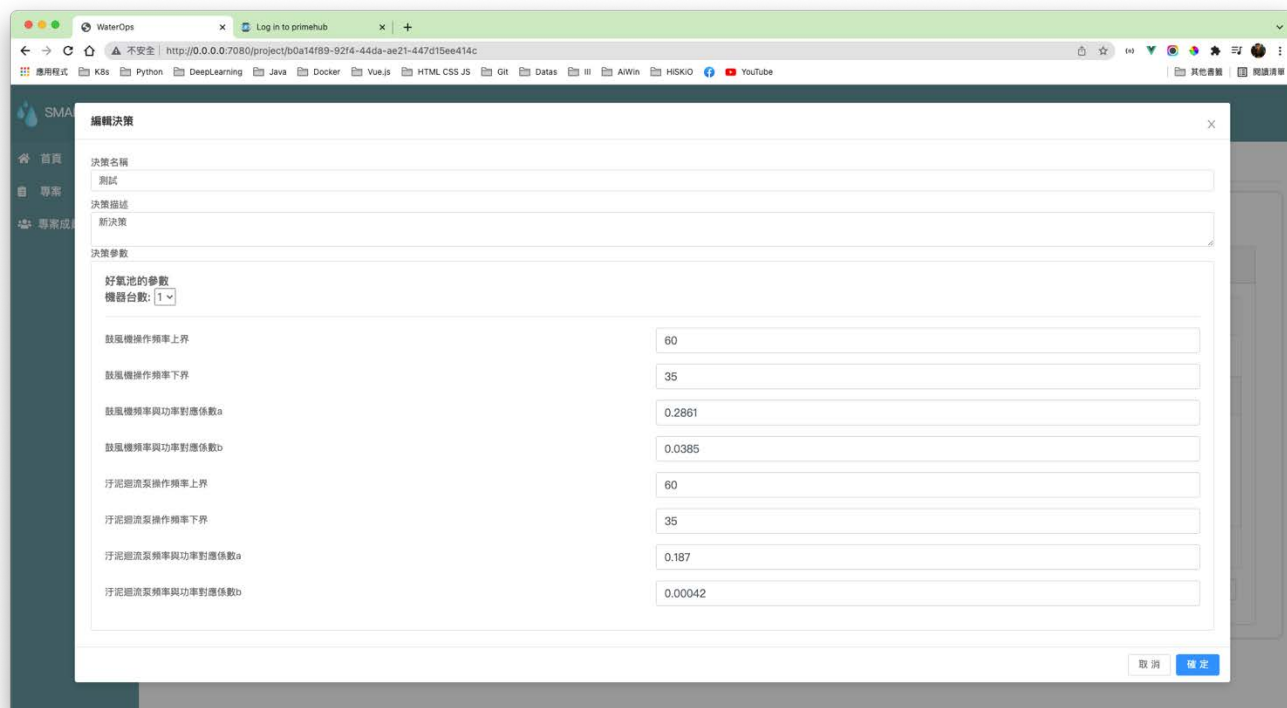 WaterOps
Log in to primehub
不安全 | http://0.0.0.0:7080/project/b0a14f89-92f4-44da-ae21-447d15ee414c
應用程式 K8s Python DeepLearning Java Docker Vue.js HTML CSS JS Git Datas III AiWin HiSKiO YouTube 其他書籤 閱讀清單
SMA
首頁
專案
專案成
編輯決策
決策名稱
測試
決策描述
新決策
決策參數
好氧池的參數
機器台數: 1
鼓風機操作頻率上界 60
鼓風機操作頻率下界 35
鼓風機頻率與功率對應係數a 0.2861
鼓風機頻率與功率對應係數b 0.0385
汙泥迴流泵操作頻率上界 60
汙泥迴流泵操作頻率下界 35
汙泥迴流泵頻率與功率對應係數a 0.187
汙泥迴流泵頻率與功率對應係數b 0.00042
取消 確定